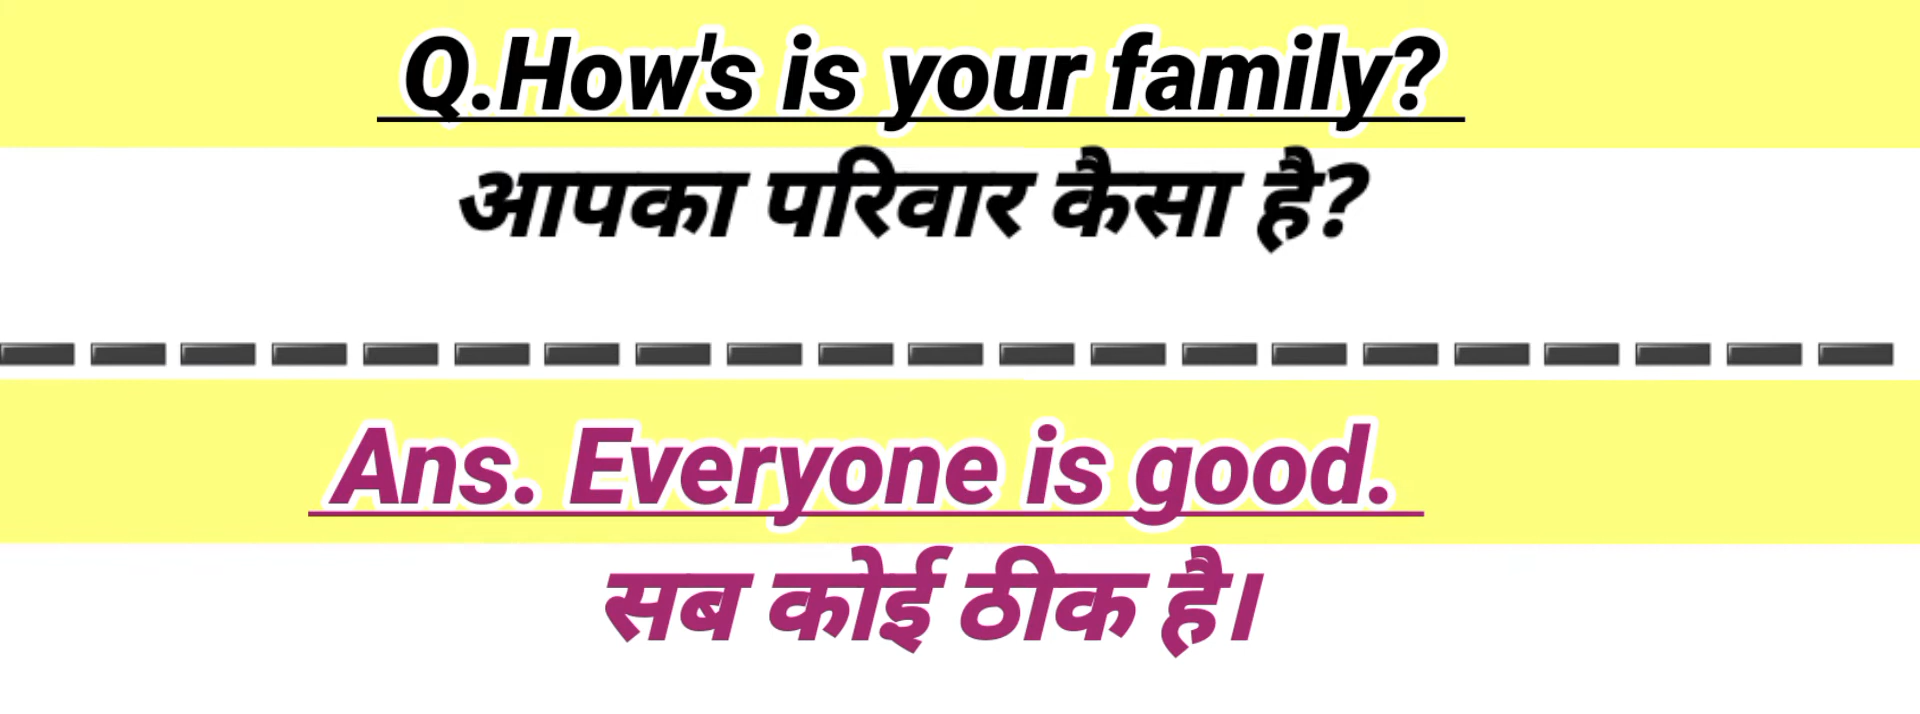 Q.How's is your family?
आपका परिवार कैसा है?
Ans. Everyone is good.
सब कोई ठीक है।